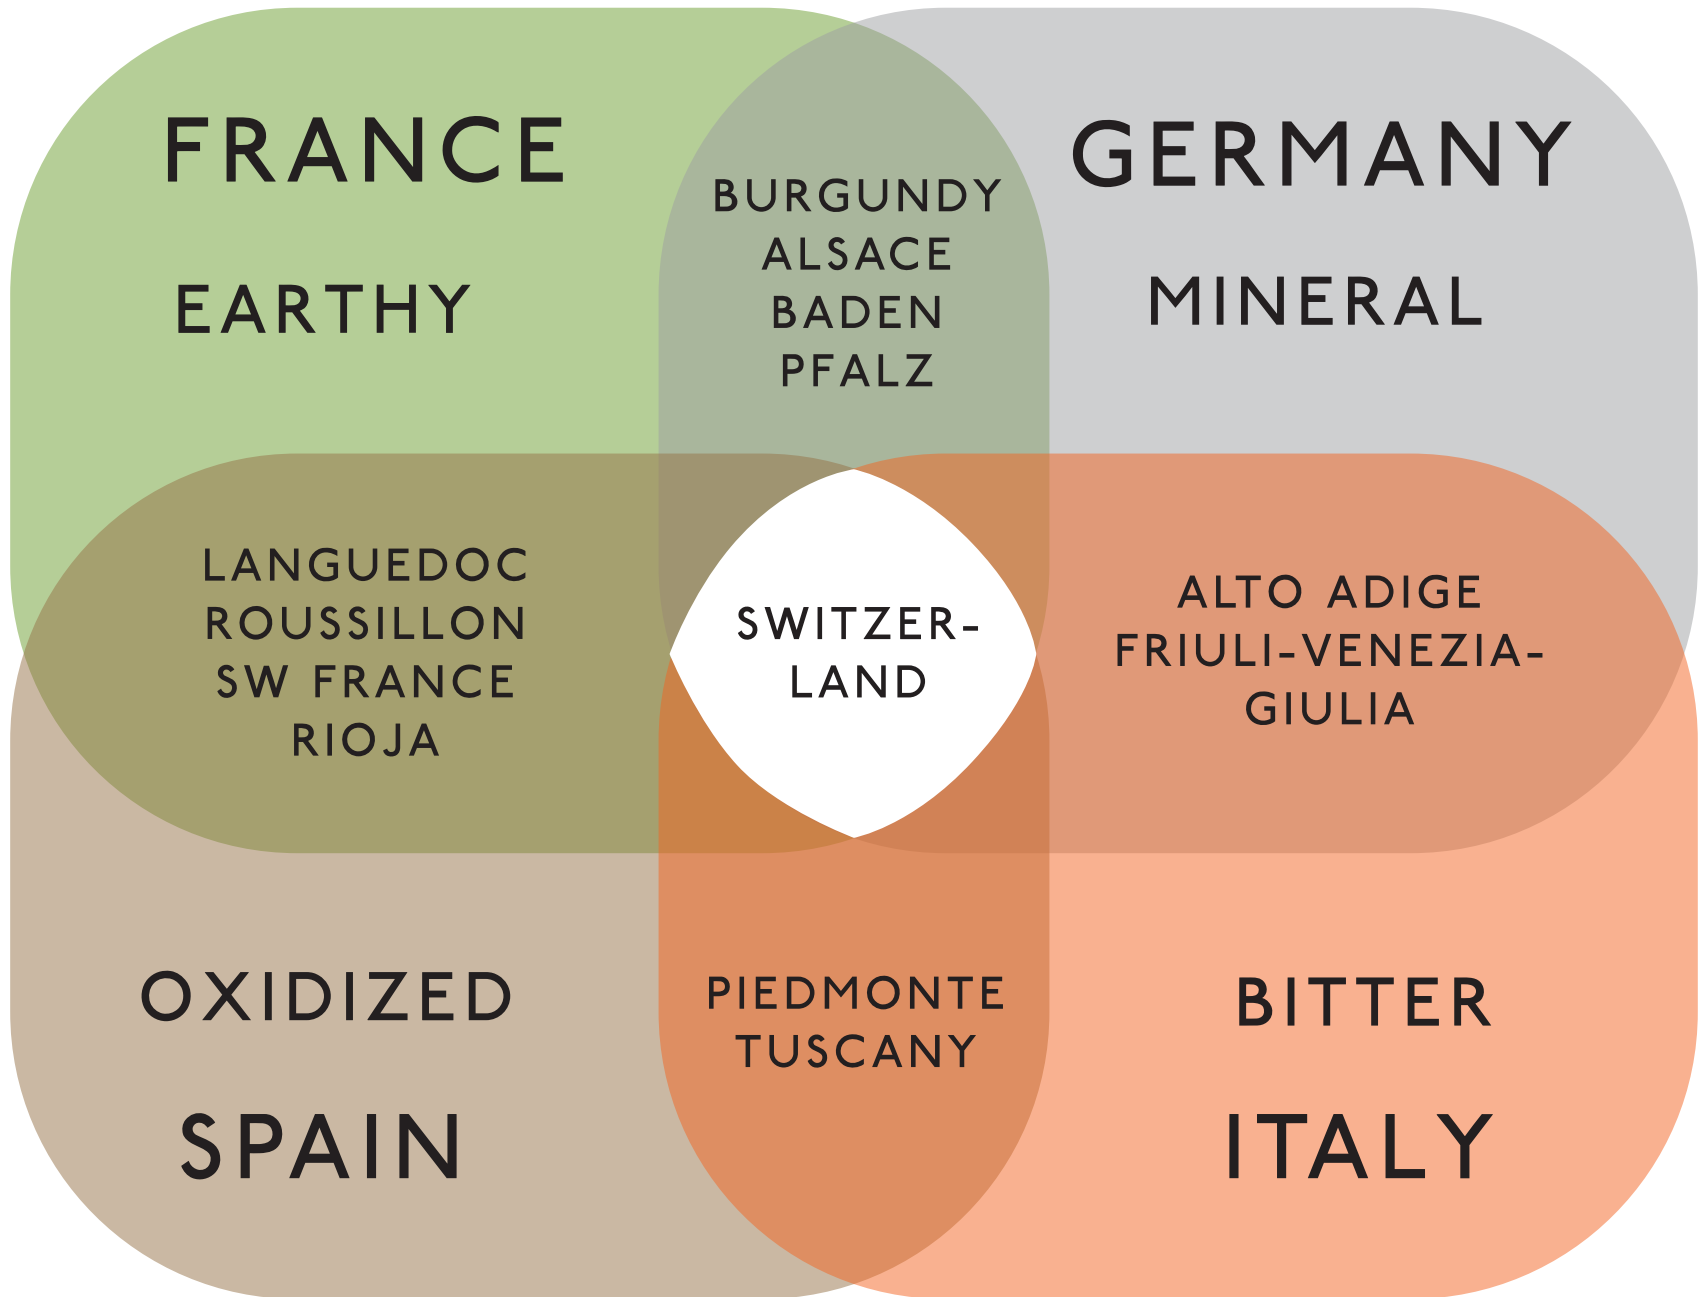 FRANCE
EARTHY
BURGUNDY
ALSACE
BADEN
PFALZ
GERMANY
MINERAL
LANGUEDOC
ROUSSILLON
SW FRANCE
RIOJA
SWITZER-
LAND
ALTO ADIGE
FRIULI-VENEZIA-
GIULIA
OXIDIZED
SPAIN
PIEDMONTE
TUSCANY
BITTER
ITALY